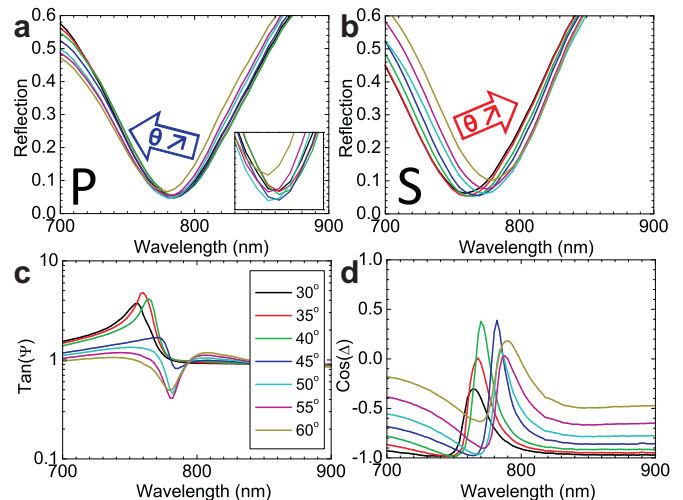 a
0.6
0.5
0.4
0.3
0.2
0.1
0.0
Reflection
θ ↗
P
700 800 900
Wavelength (nm)
b
0.6
0.5
0.4
0.3
0.2
0.1
0.0
Reflection
θ ↗
S
700 800 900
Wavelength (nm)
c
10
1
0.1
Tan(Ψ)
30°
35°
40°
45°
50°
55°
60°
700 800 900
Wavelength (nm)
d
1.0
0.5
0.0
-0.5
-1.0
Cos(Δ)
700 800 900
Wavelength (nm)